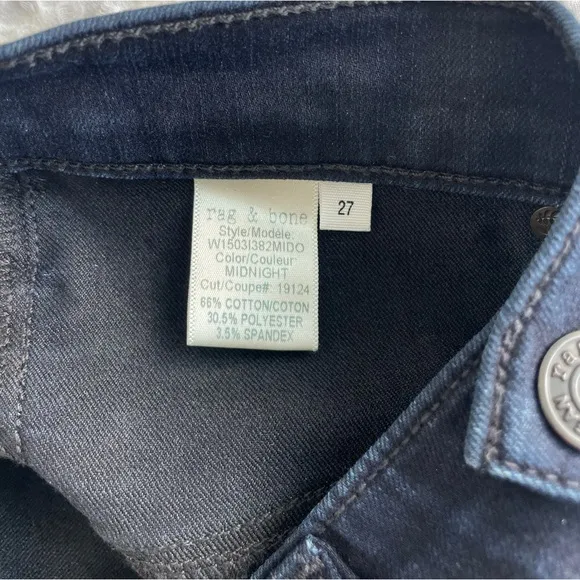 rag & bone
Style/Modèle:
W1503I382MIDO
Color/Couleur:
MIDNIGHT
Cut/Coupe# 19124
66% COTTON/COTON
30.5% POLYESTER
3.5% SPANDEX
27